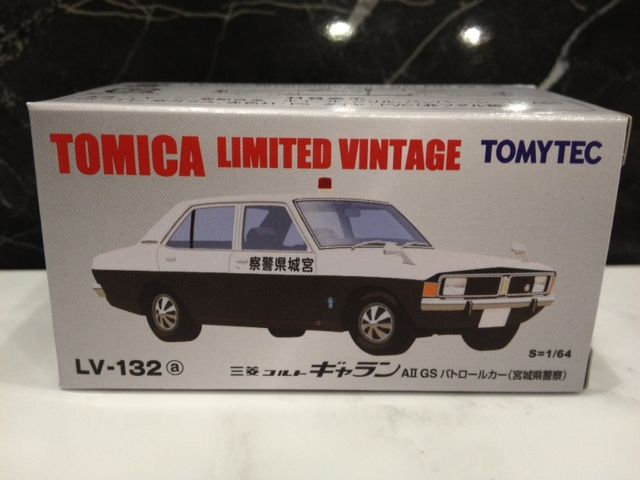 TOMICA LIMITED VINTAGE TOMYTEC
察警県城宮
S=1/64
LV-132 ⓐ 三菱 コルト ギャラン AⅡ GS パトロールカー(宮城県警察)